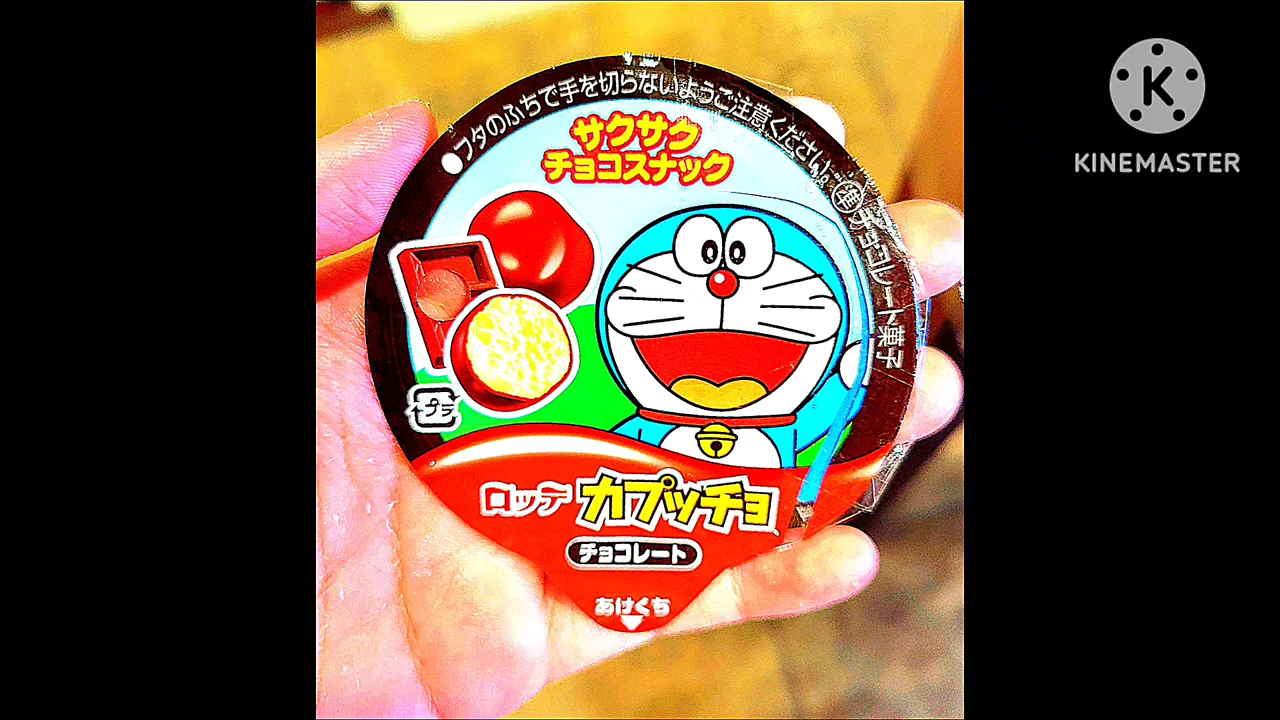 フタのふちで手を切らないようご注意ください。
準チョコレート菓子
サクサク
チョコスナック
プラ
ロッテ カプッチョ
チョコレート
あけくち
K
KINEMASTER